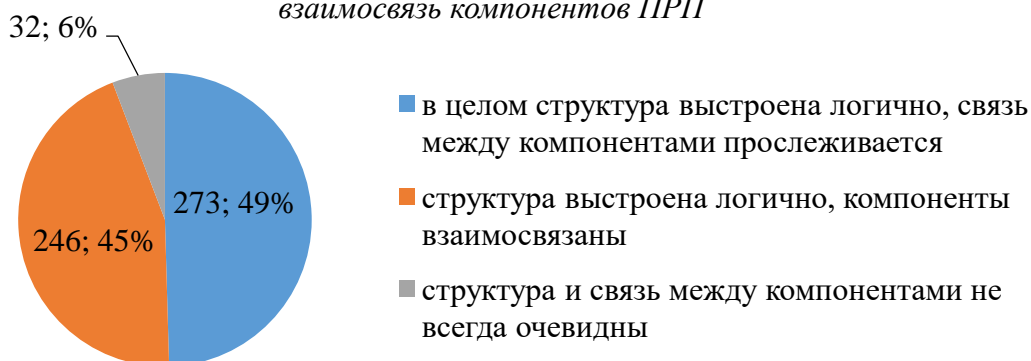 взаимосвязь компонентов ПРП
32; 6%
273; 49%
246; 45%
в целом структура выстроена логично, связь
между компонентами прослеживается
структура выстроена логично, компоненты
взаимосвязаны
структура и связь между компонентами не
всегда очевидны